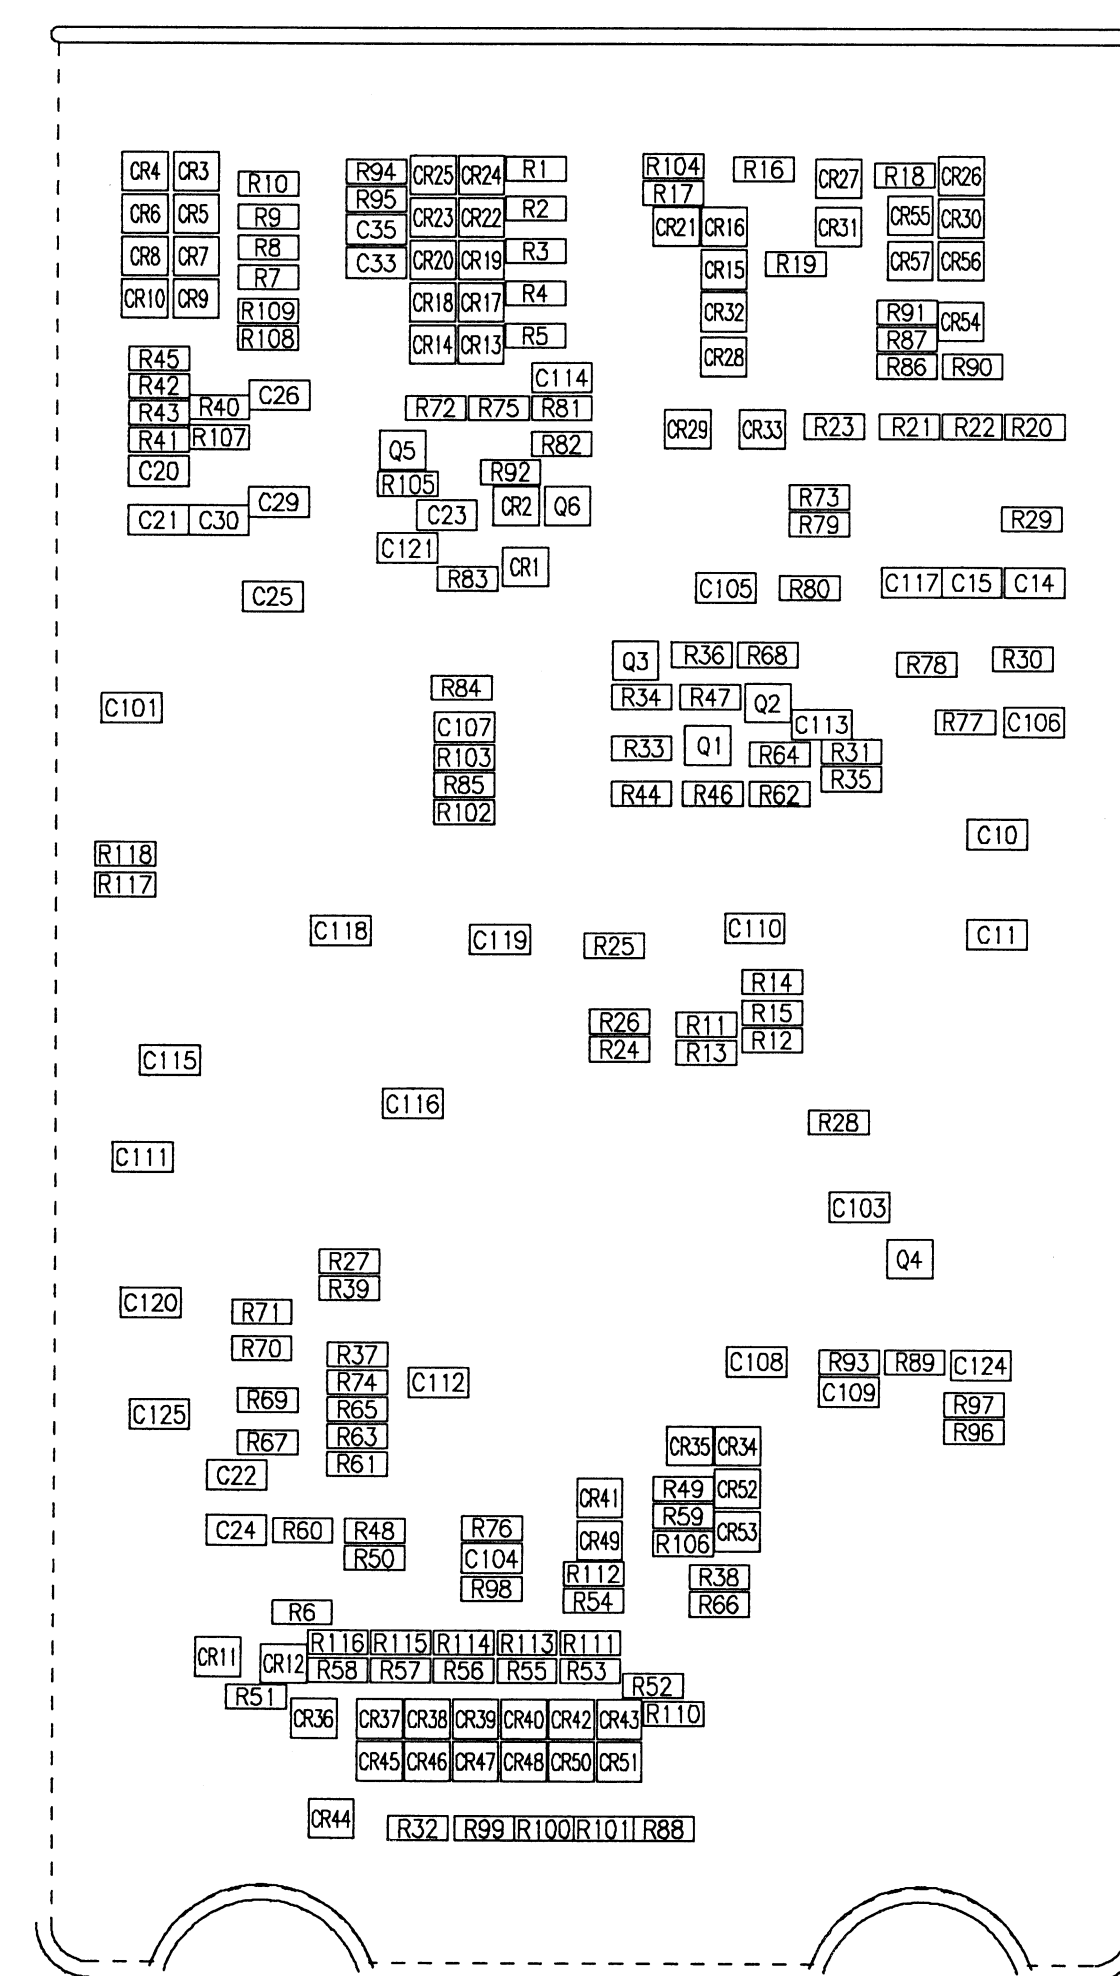 CR4 CR3 R10 R94 CR25 CR24 R1 R104 R16 CR27 R18 CR26
R95 R17
CR6 CR5 R9 C35 CR23 CR22 R2 CR21 CR16 CR31 CR55 CR30
CR8 CR7 R8 C33 CR20 CR19 R3 CR15 R19 CR57 CR56
R7
CR10 CR9 R109 CR18 CR17 R4 CR32 R91 CR54
R108 CR14 CR13 R5 R87
R45 CR28 R86 R90
R42 C26 C114
R43 R40 R72 R75 R81
R41 R107 Q5 R82 CR29 CR33 R23 R21 R22 R20
C20 R105 R92
C29 C23 CR2 Q6 R73
C21 C30 R79 R29
C121 CR1
R83
C25 C105 R80 C117 C15 C14
Q3 R36 R68 R78 R30
R84 R34 R47 Q2
C101 C107 C113 R77 C106
R103 R33 Q1 R64 R31
R85 R35
R102 R44 R46 R62
C10
R118
R117
C118 C119 R25 C110 C11
R14
R26 R11 R15
R24 R13 R12
C115
C116
R28
C111
C103
R27 Q4
R39
C120 R71
R70 R37 C108 R93 R89 C124
R74 C112 C109
R69 R65 R97
C125 R63 R96
R67 CR35 CR34
R61
C22 CR41 R49 CR52
R59
C24 R60 R48 R76 CR49 R106 CR53
R50 C104
R98 R112 R38
R54 R66
R6
CR11 CR12 R116 R115 R114 R113 R111
R58 R57 R56 R55 R53
R51 R52
CR36 CR37 CR38 CR39 CR40 CR42 CR43 R110
CR45 CR46 CR47 CR48 CR50 CR51
CR44 R32 R99 R100 R101 R88